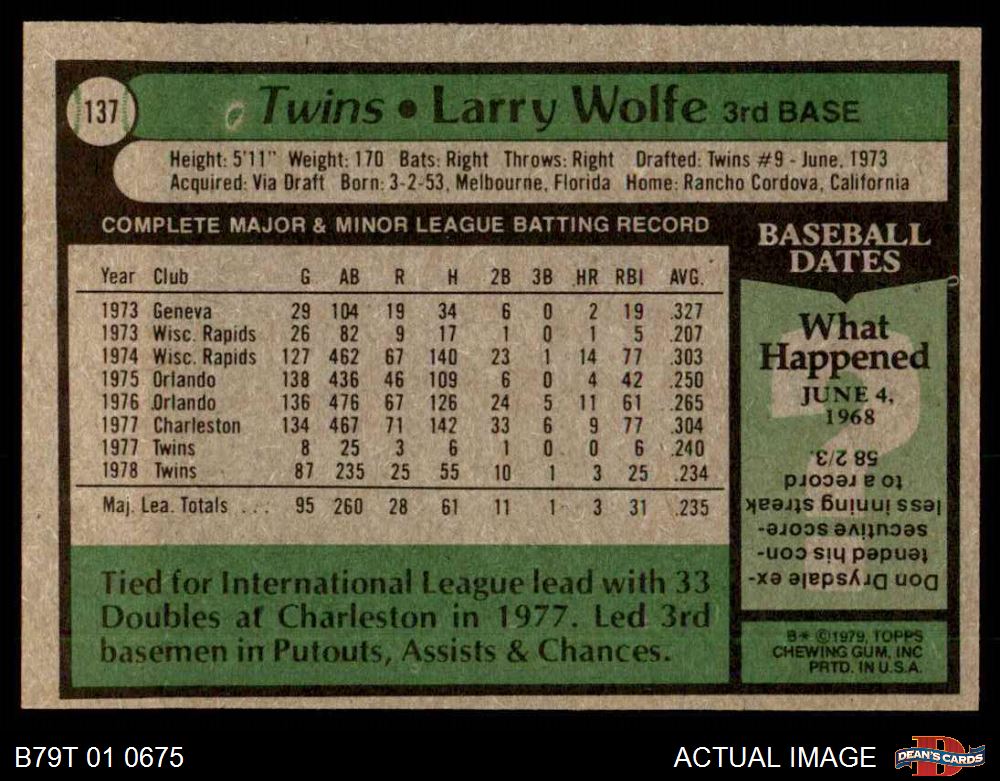 137
Twins • Larry Wolfe 3rd BASE
Height: 5'11" Weight: 170 Bats: Right Throws: Right Drafted: Twins #9 - June, 1973
Acquired: Via Draft Born: 3-2-53, Melbourne, Florida Home: Rancho Cordova, California
COMPLETE MAJOR & MINOR LEAGUE BATTING RECORD
Year Club G AB R H 2B 3B HR RBI AVG.
1973 Geneva 29 104 19 34 6 0 2 19 .327
1973 Wisc. Rapids 26 82 9 17 1 0 1 5 .207
1974 Wisc. Rapids 127 462 67 140 23 1 14 77 .303
1975 Orlando 138 436 46 109 6 0 4 42 .250
1976 Orlando 136 476 67 126 24 5 11 61 .265
1977 Charleston 134 467 71 142 33 6 9 77 .304
1977 Twins 8 25 3 6 1 0 0 6 .240
1978 Twins 87 235 25 55 10 1 3 25 .234
Maj. Lea. Totals ... 95 260 28 61 11 1 3 31 .235
Tied for International League lead with 33
Doubles at Charleston in 1977. Led 3rd
basemen in Putouts, Assists & Chances.
BASEBALL
DATES
What
Happened
JUNE 4,
1968
Don Drysdale ex-
tended his con-
secutive score-
less inning streak
to a record
58 2/3.
B* ©1979, TOPPS
CHEWING GUM, INC
PRTD. IN U.S.A.
B79T 01 0675
ACTUAL IMAGE
D
DEAN'S CARDS